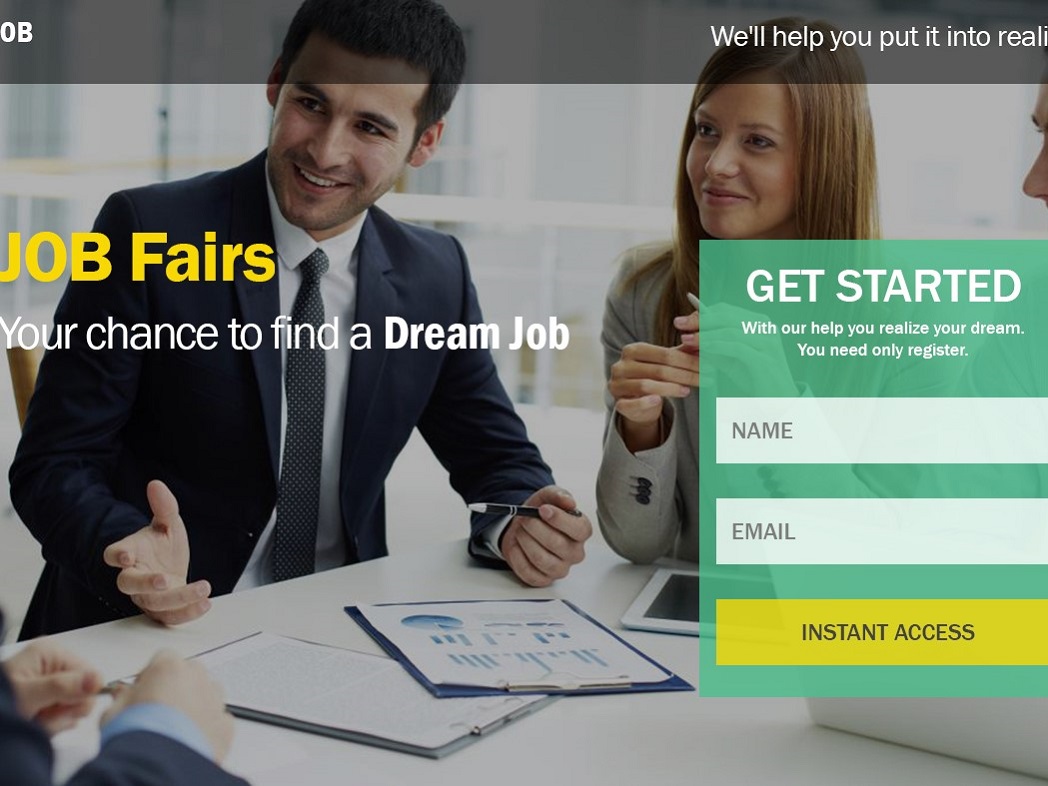 OB
We'll help you put it into reali
JOB Fairs
Your chance to find a Dream Job
GET STARTED
With our help you realize your dream.
You need only register.
NAME
EMAIL
INSTANT ACCESS